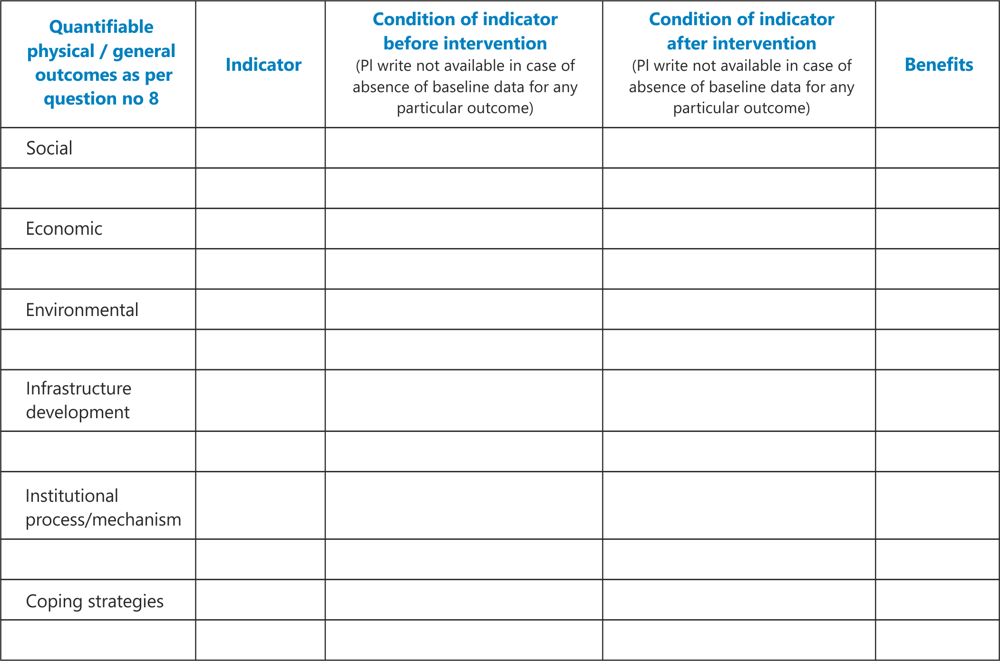 Quantifiable
physical / general
outcomes as per
question no 8
Indicator
Condition of indicator
before intervention
(Pl write not available in case of
absence of baseline data for any
particular outcome)
Condition of indicator
after intervention
(Pl write not available in case of
absence of baseline data for any
particular outcome)
Benefits
Social
Economic
Environmental
Infrastructure
development
Institutional
process/mechanism
Coping strategies